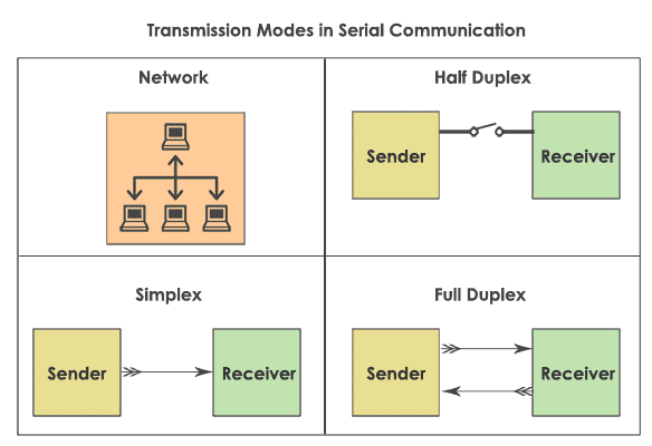 Transmission Modes in Serial Communication
Network
Half Duplex
Sender
Receiver
Simplex
Full Duplex
Sender
Receiver
Sender
Receiver